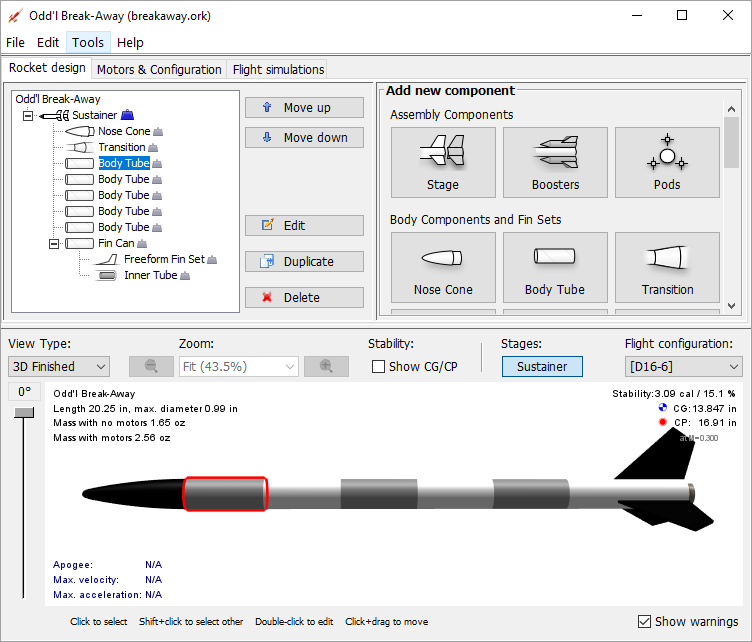 Odd'l Break-Away (breakaway.ork)
File Edit Tools Help
Rocket design Motors & Configuration Flight simulations
Odd'l Break-Away
Sustainer
Nose Cone
Transition
Body Tube
Body Tube
Body Tube
Body Tube
Body Tube
Fin Can
Freeform Fin Set
Inner Tube
Move up
Move down
Edit
Duplicate
Delete
Add new component
Assembly Components
Stage Boosters Pods
Body Components and Fin Sets
Nose Cone Body Tube Transition
View Type: Zoom: Stability: Stages: Flight configuration:
3D Finished Fit (43.5%) Show CG/CP Sustainer [D16-6]
0°
Odd'l Break-Away
Length 20.25 in, max. diameter 0.99 in
Mass with no motors 1.65 oz
Mass with motors 2.56 oz
Stability:3.09 cal / 15.1 %
CG:13.847 in
CP: 16.91 in
at M=0.300
Apogee: N/A
Max. velocity: N/A
Max. acceleration: N/A
Click to select Shift+click to select other Double-click to edit Click+drag to move
Show warnings